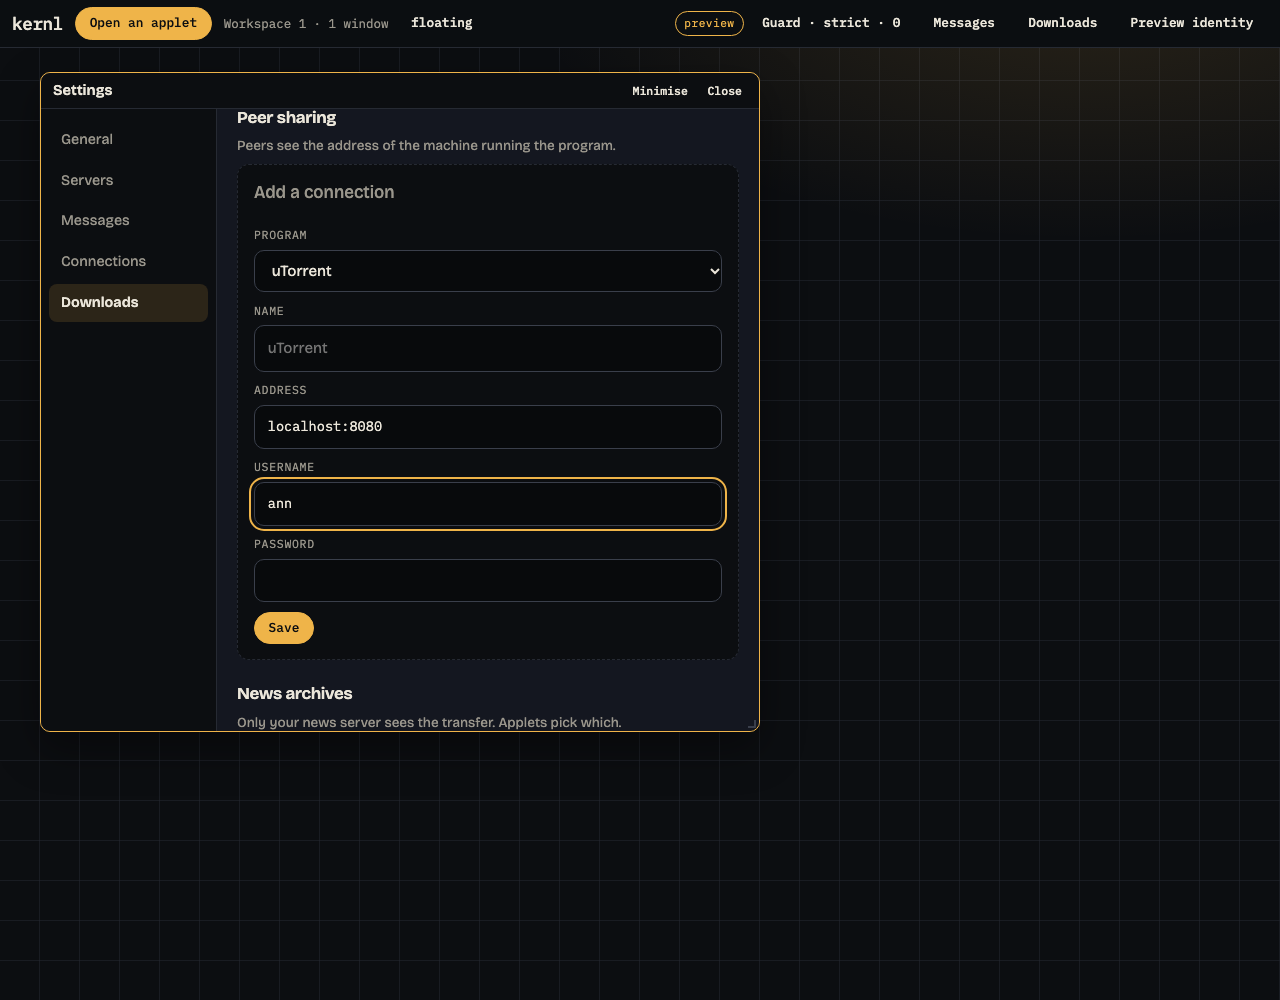 kernl
Open an applet
Workspace 1 · 1 window
floating
preview
Guard · strict · 0
Messages
Downloads
Preview identity
Settings
Minimise
Close
General
Servers
Messages
Connections
Downloads
Peer sharing
Peers see the address of the machine running the program.
Add a connection
PROGRAM
uTorrent
NAME
uTorrent
ADDRESS
localhost:8080
USERNAME
ann
PASSWORD
Save
News archives
Only your news server sees the transfer. Applets pick which.